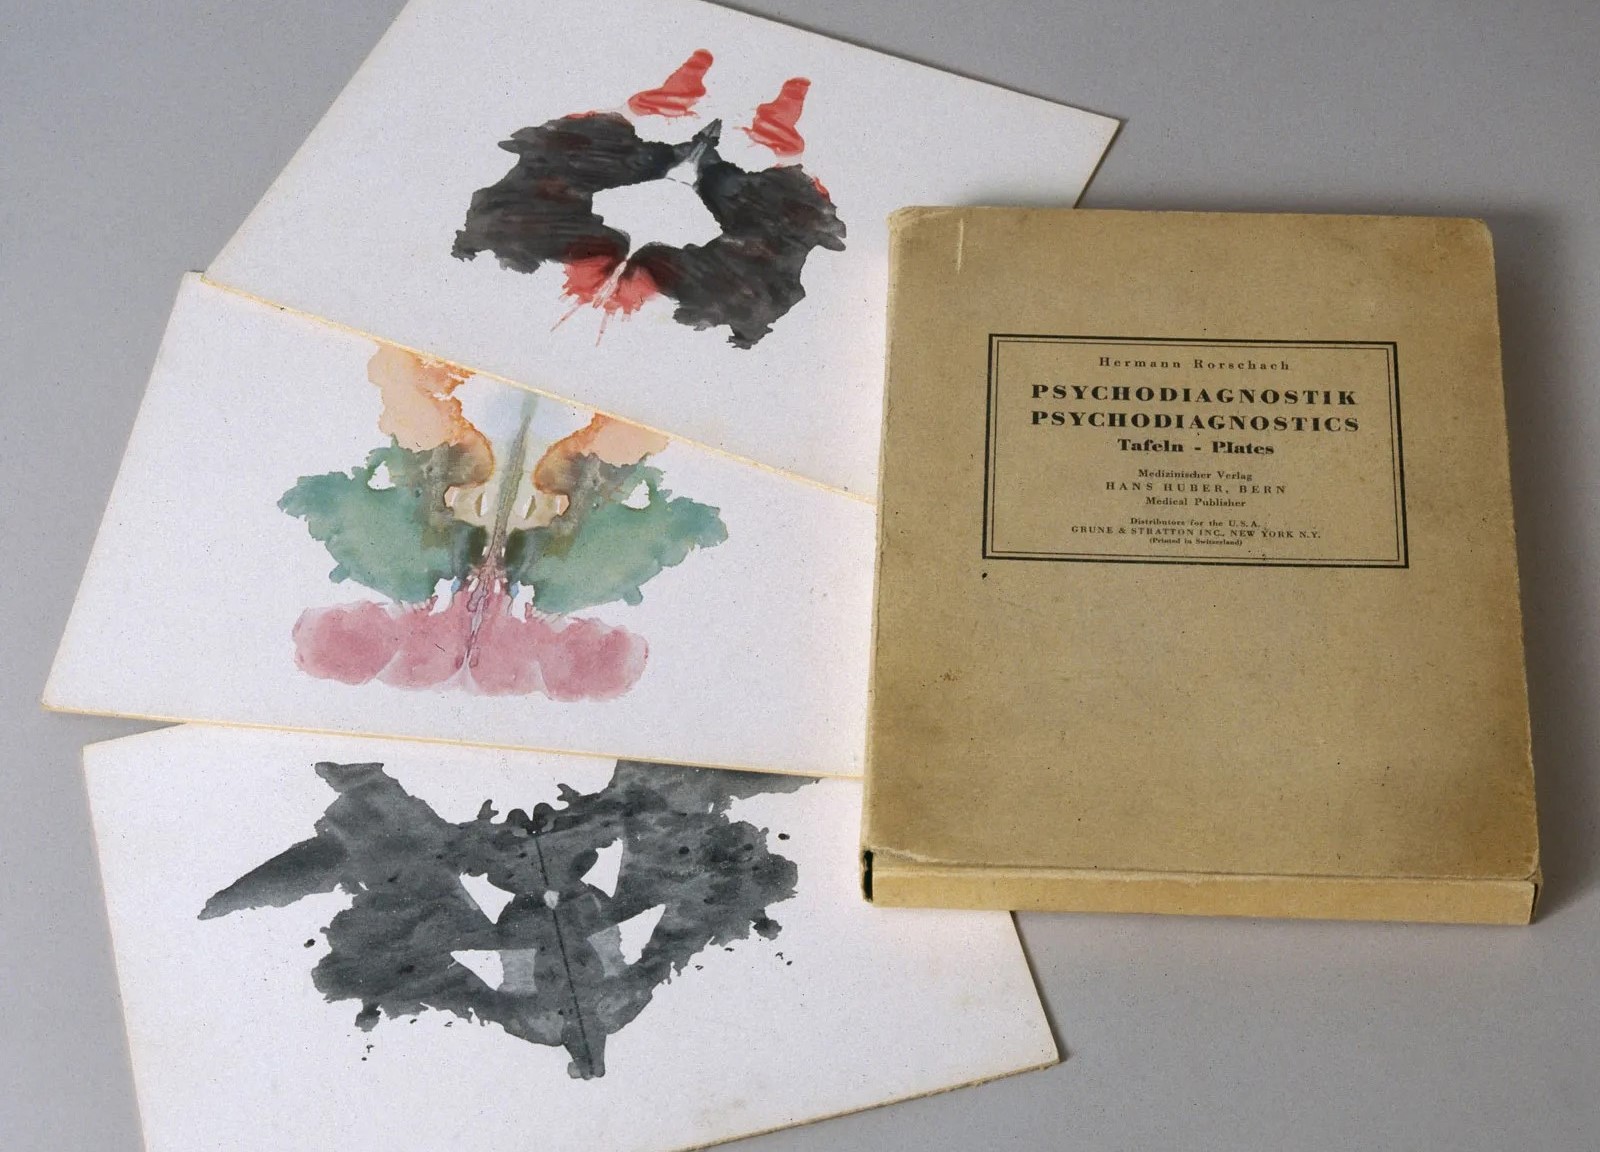 Hermann Rorschach
PSYCHODIAGNOSTIK
PSYCHODIAGNOSTICS
Tafeln - Plates
Medizinischer Verlag
HANS HUBER, BERN
Medical Publisher
Distributors for the U.S.A.
GRUNE & STRATTON INC., NEW YORK N.Y.
(Printed in Switzerland)